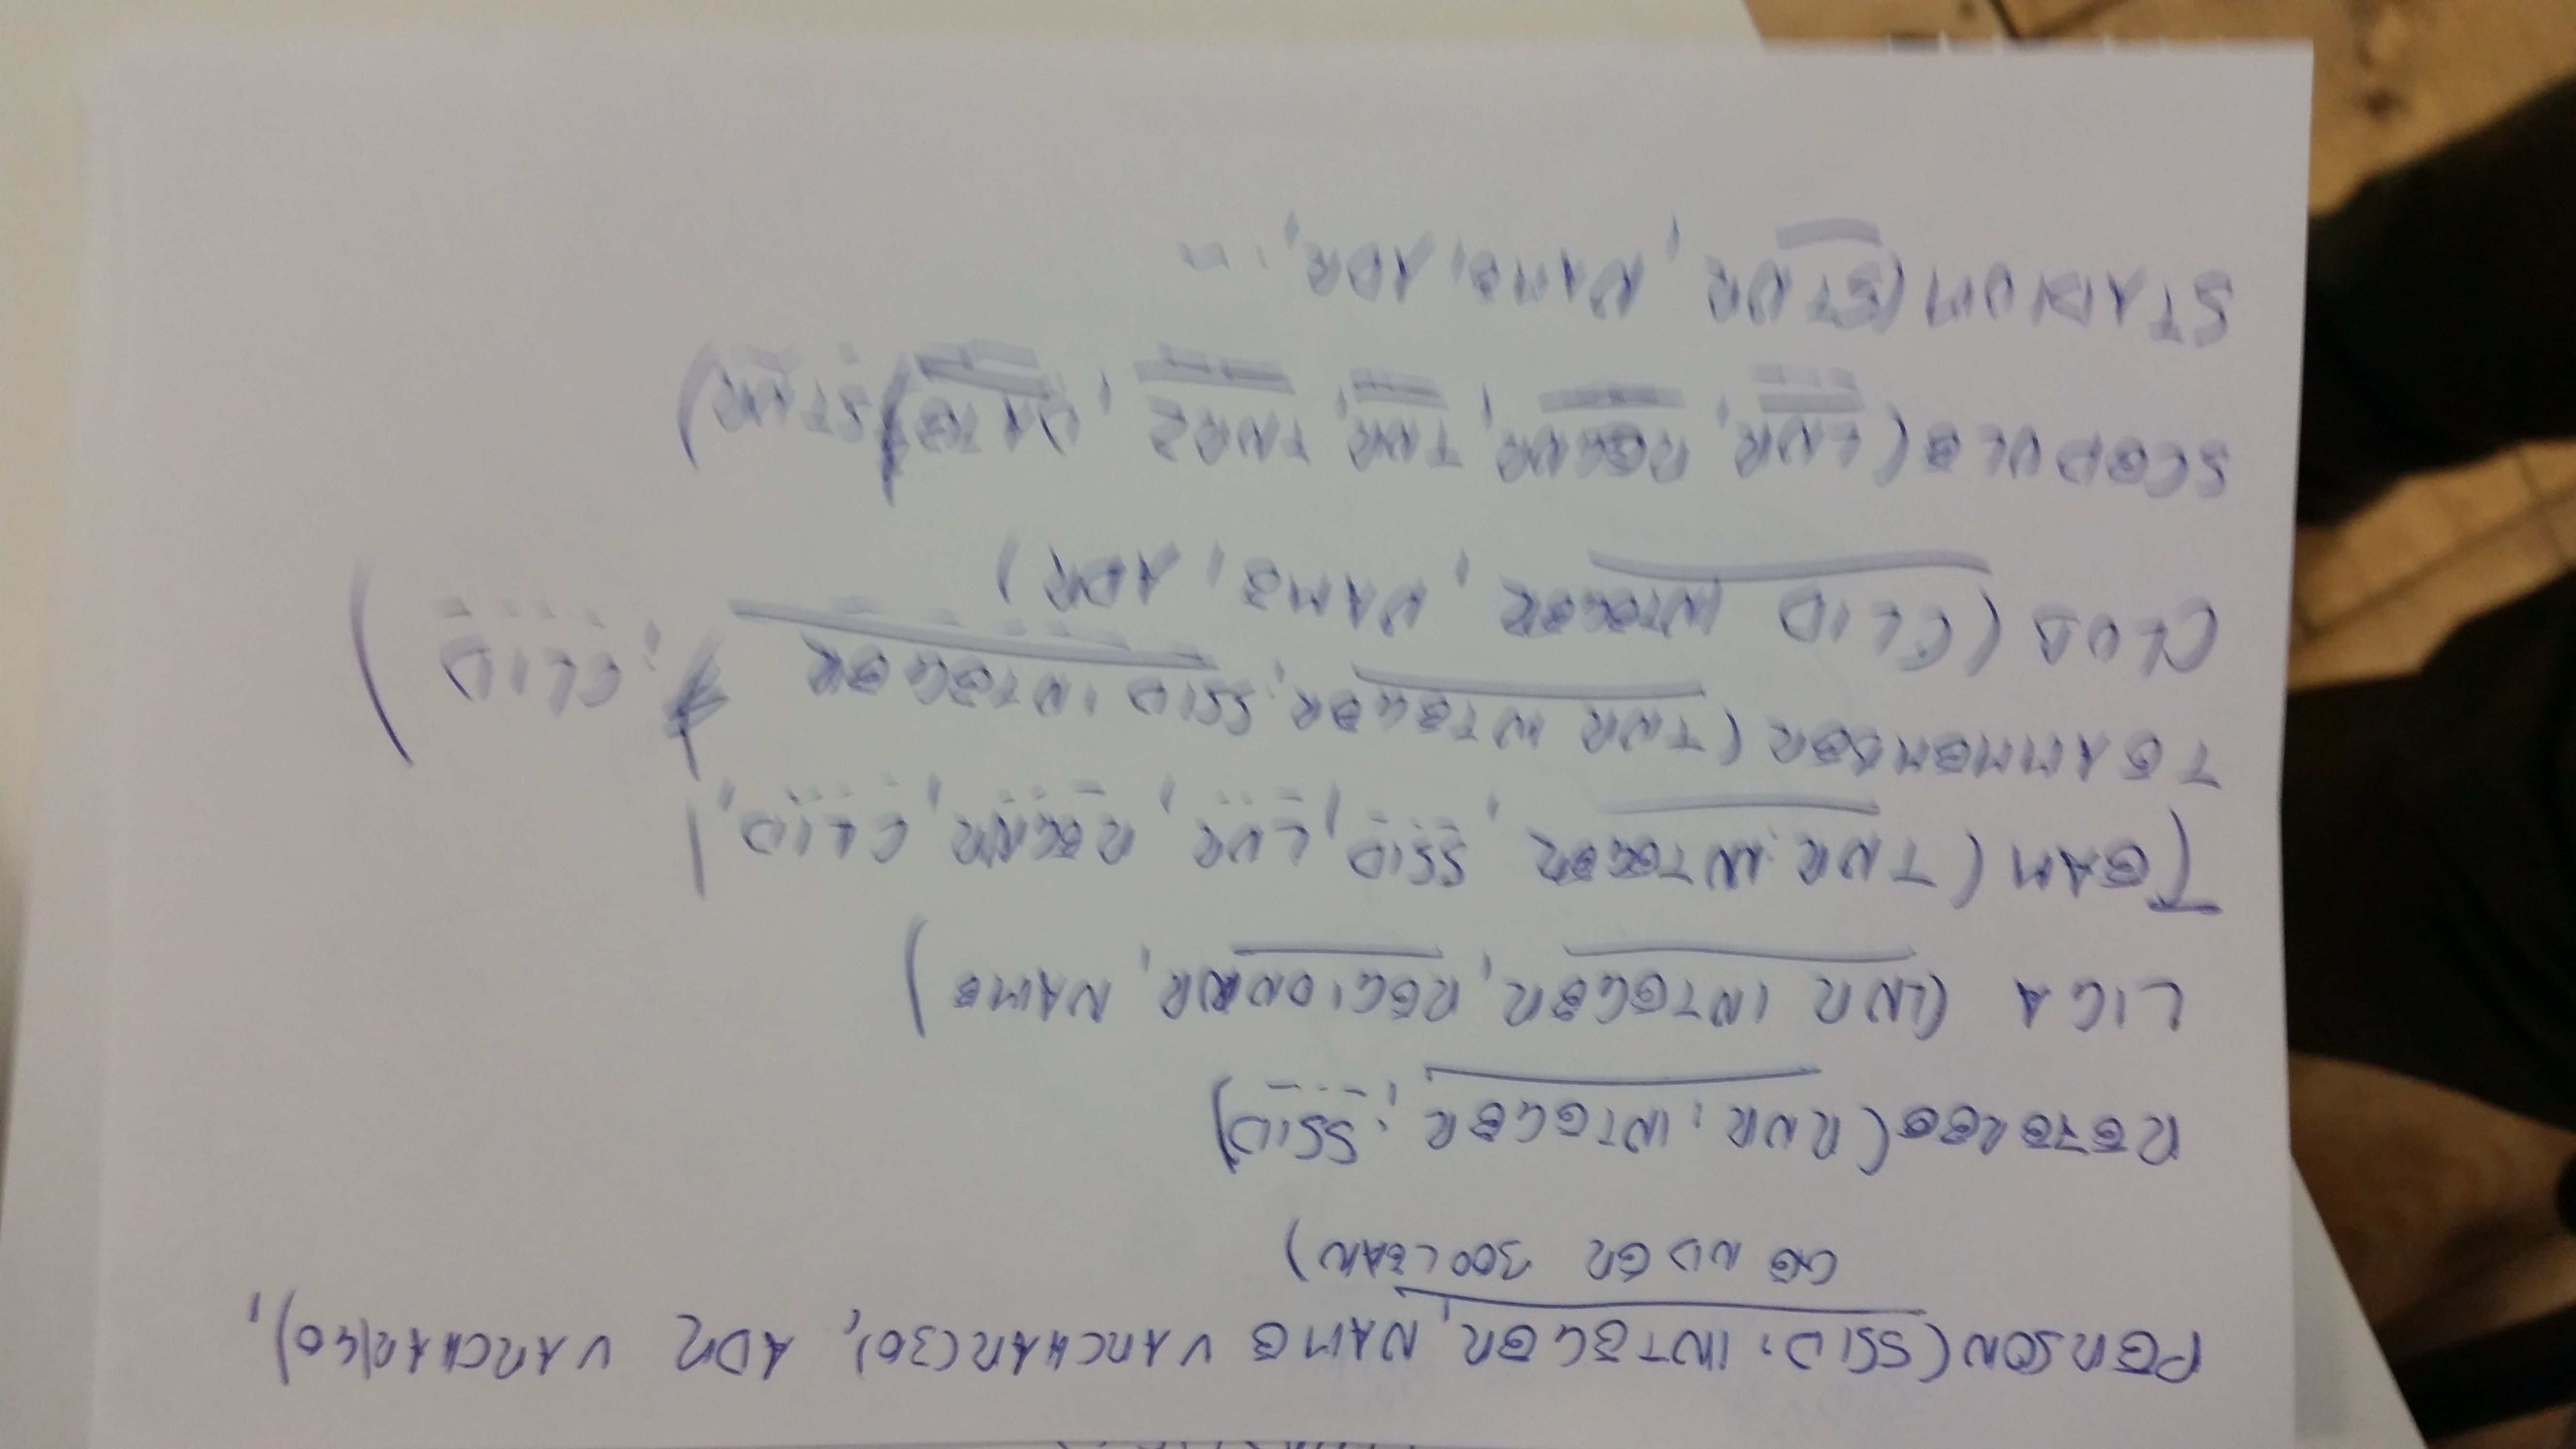 PERSON(SSID, INTEGER, NAME VARCHAR(30), ADR VARCHAR(40),
GENDER BOOLEAN)
REFEREE(RNR, INTEGER, SSID)
LIGA (LNR INTEGER, REGIONNR, NAME)
TEAM (TNR INTEGER, SSID, LNR, REGNR, CLID,)
TEAMMEMBER (TNR INTEGER, SSID INTEGER, CLID)
CLUB (CLID INTEGER, NAME, ADR)
SCEDULE (LNR, REGNR, TNR, TNR2, DATE, STNR)
STADIUM (STNR, NAME, ADR, ...